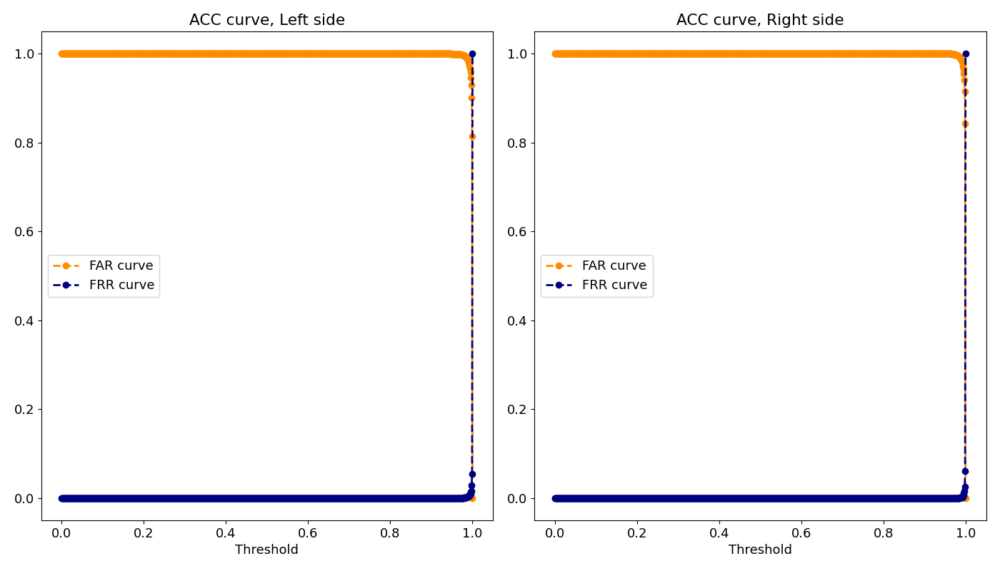 ACC curve, Left side
1.0
0.8
0.6
0.4
0.2
0.0
FAR curve
FRR curve
0.0 0.2 0.4 0.6 0.8 1.0
Threshold
ACC curve, Right side
1.0
0.8
0.6
0.4
0.2
0.0
FAR curve
FRR curve
0.0 0.2 0.4 0.6 0.8 1.0
Threshold